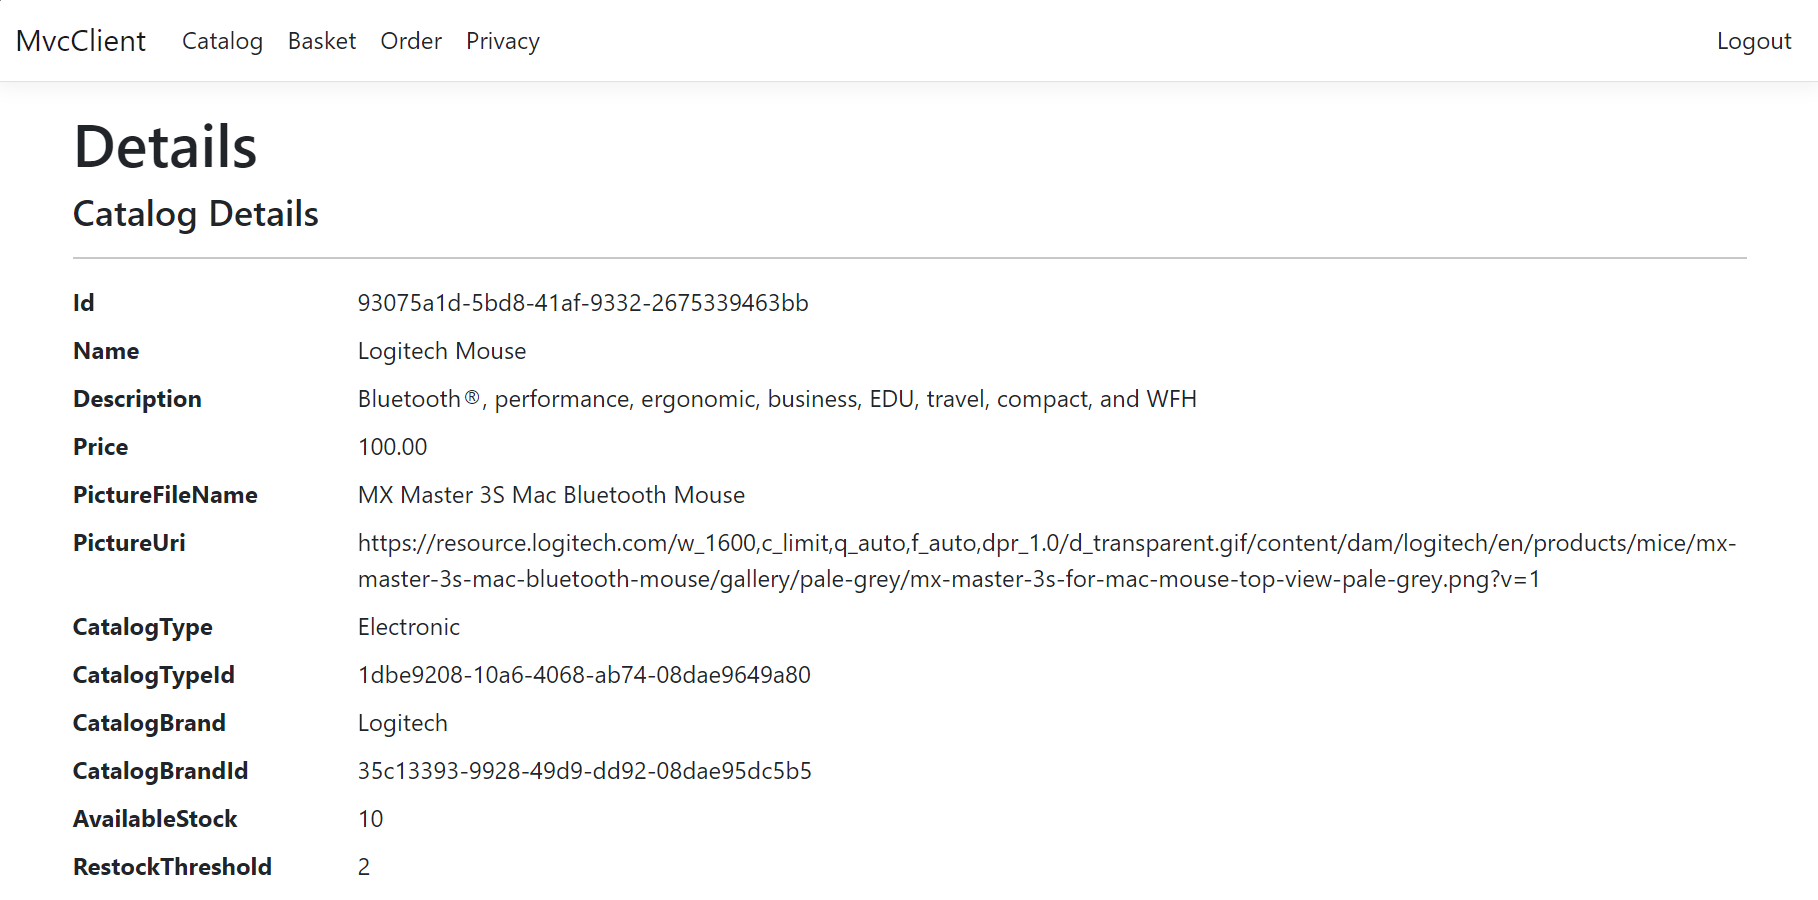 MvcClient Catalog Basket Order Privacy Logout
Details
Catalog Details
Id 93075a1d-5bd8-41af-9332-2675339463bb
Name Logitech Mouse
Description Bluetooth®, performance, ergonomic, business, EDU, travel, compact, and WFH
Price 100.00
PictureFileName MX Master 3S Mac Bluetooth Mouse
PictureUri https://resource.logitech.com/w_1600,c_limit,q_auto,f_auto,dpr_1.0/d_transparent.gif/content/dam/logitech/en/products/mice/mx-
master-3s-mac-bluetooth-mouse/gallery/pale-grey/mx-master-3s-for-mac-mouse-top-view-pale-grey.png?v=1
CatalogType Electronic
CatalogTypeId 1dbe9208-10a6-4068-ab74-08dae9649a80
CatalogBrand Logitech
CatalogBrandId 35c13393-9928-49d9-dd92-08dae95dc5b5
AvailableStock 10
RestockThreshold 2